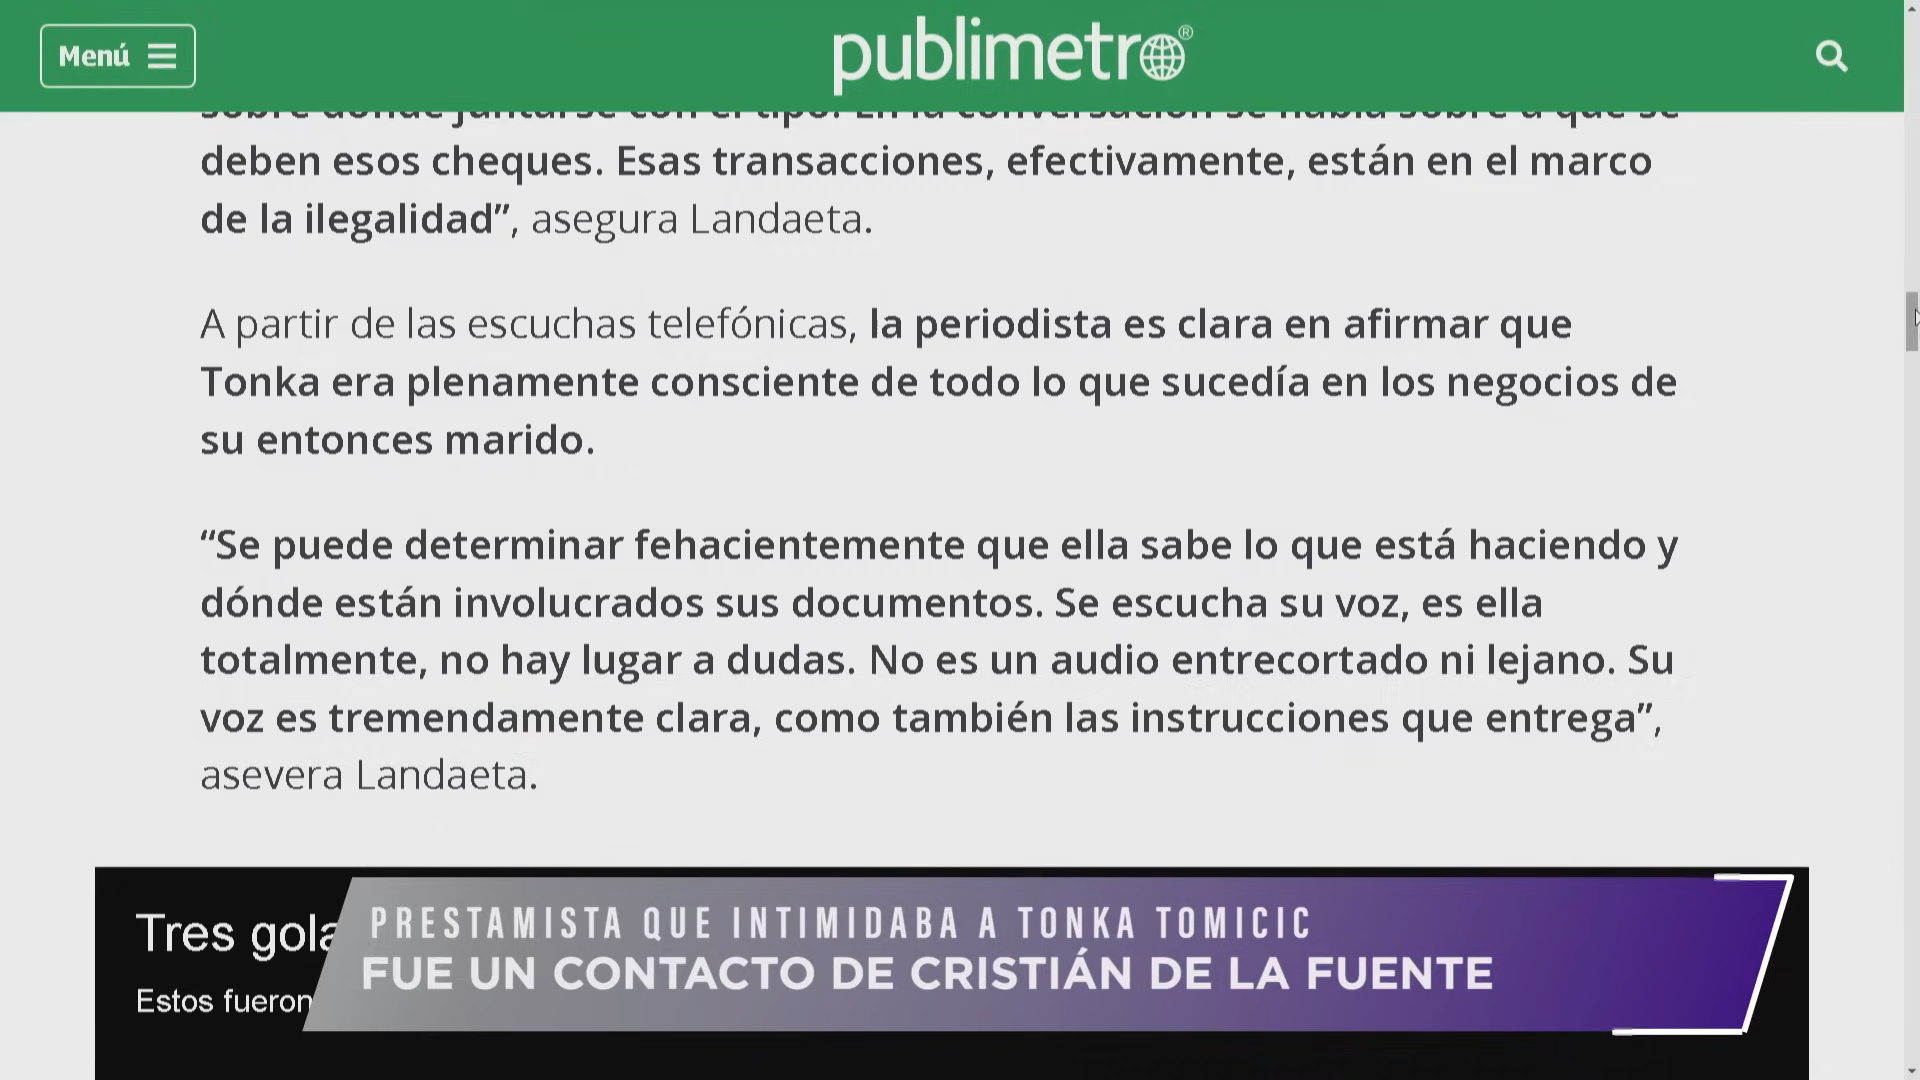 Menú
publimetro®
sobre dónde juntarse con el tipo. En la conversación se habla sobre a qué se
deben esos cheques. Esas transacciones, efectivamente, están en el marco
de la ilegalidad”, asegura Landaeta.
A partir de las escuchas telefónicas, la periodista es clara en afirmar que
Tonka era plenamente consciente de todo lo que sucedía en los negocios de
su entonces marido.
“Se puede determinar fehacientemente que ella sabe lo que está haciendo y
dónde están involucrados sus documentos. Se escucha su voz, es ella
totalmente, no hay lugar a dudas. No es un audio entrecortado ni lejano. Su
voz es tremendamente clara, como también las instrucciones que entrega”,
asevera Landaeta.
Tres gola
Estos fueron
PRESTAMISTA QUE INTIMIDABA A TONKA TOMICIC
FUE UN CONTACTO DE CRISTIÁN DE LA FUENTE